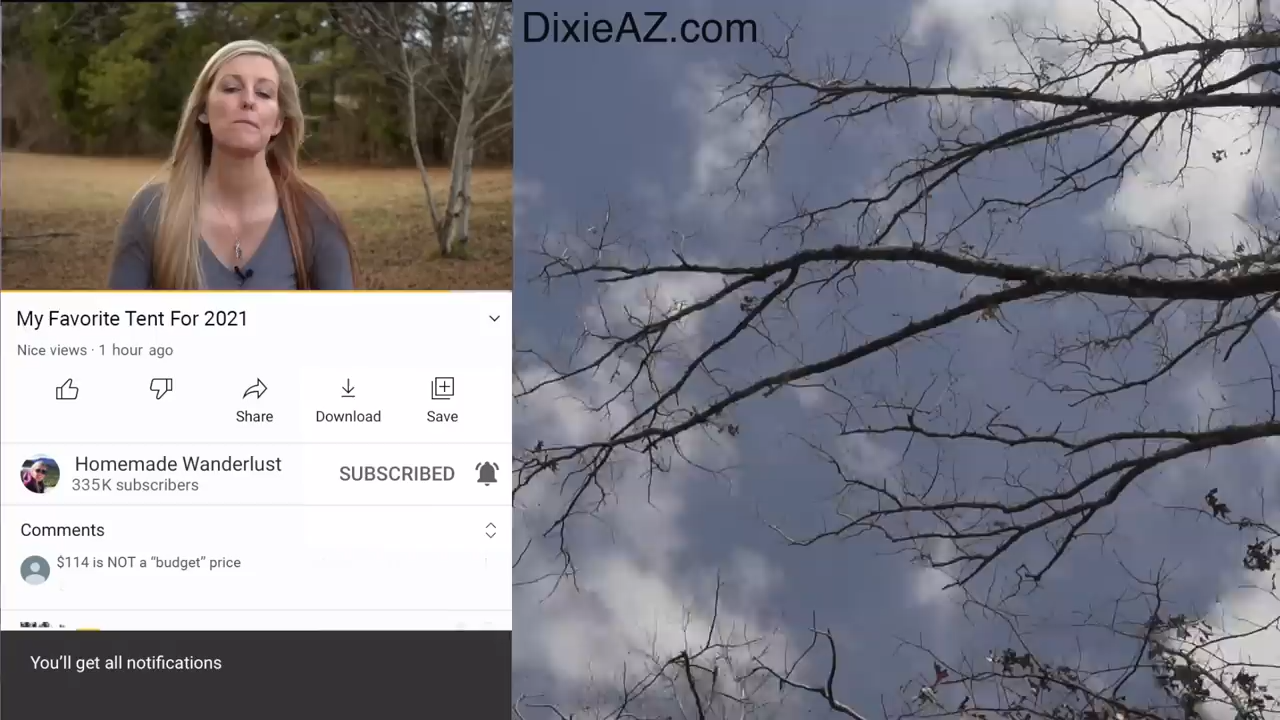 DixieAZ.com
My Favorite Tent For 2021
Nice views · 1 hour ago
Share
Download
Save
Homemade Wanderlust
335K subscribers
SUBSCRIBED
Comments
$114 is NOT a “budget” price
You’ll get all notifications